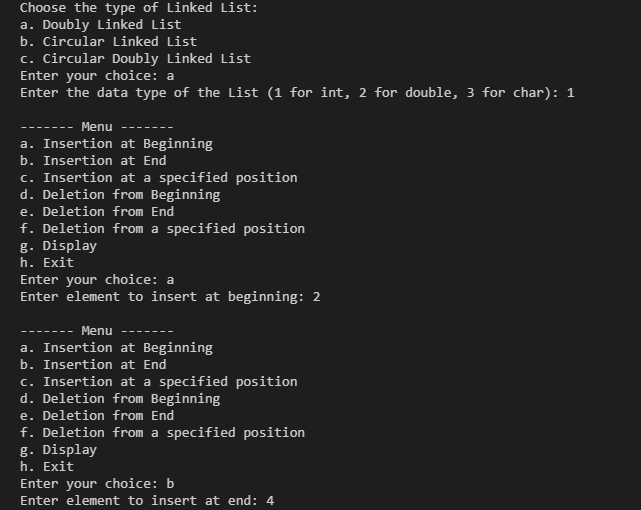 Choose the type of Linked List:
a. Doubly Linked List
b. Circular Linked List
c. Circular Doubly Linked List
Enter your choice: a
Enter the data type of the List (1 for int, 2 for double, 3 for char): 1

------- Menu -------
a. Insertion at Beginning
b. Insertion at End
c. Insertion at a specified position
d. Deletion from Beginning
e. Deletion from End
f. Deletion from a specified position
g. Display
h. Exit
Enter your choice: a
Enter element to insert at beginning: 2

------- Menu -------
a. Insertion at Beginning
b. Insertion at End
c. Insertion at a specified position
d. Deletion from Beginning
e. Deletion from End
f. Deletion from a specified position
g. Display
h. Exit
Enter your choice: b
Enter element to insert at end: 4